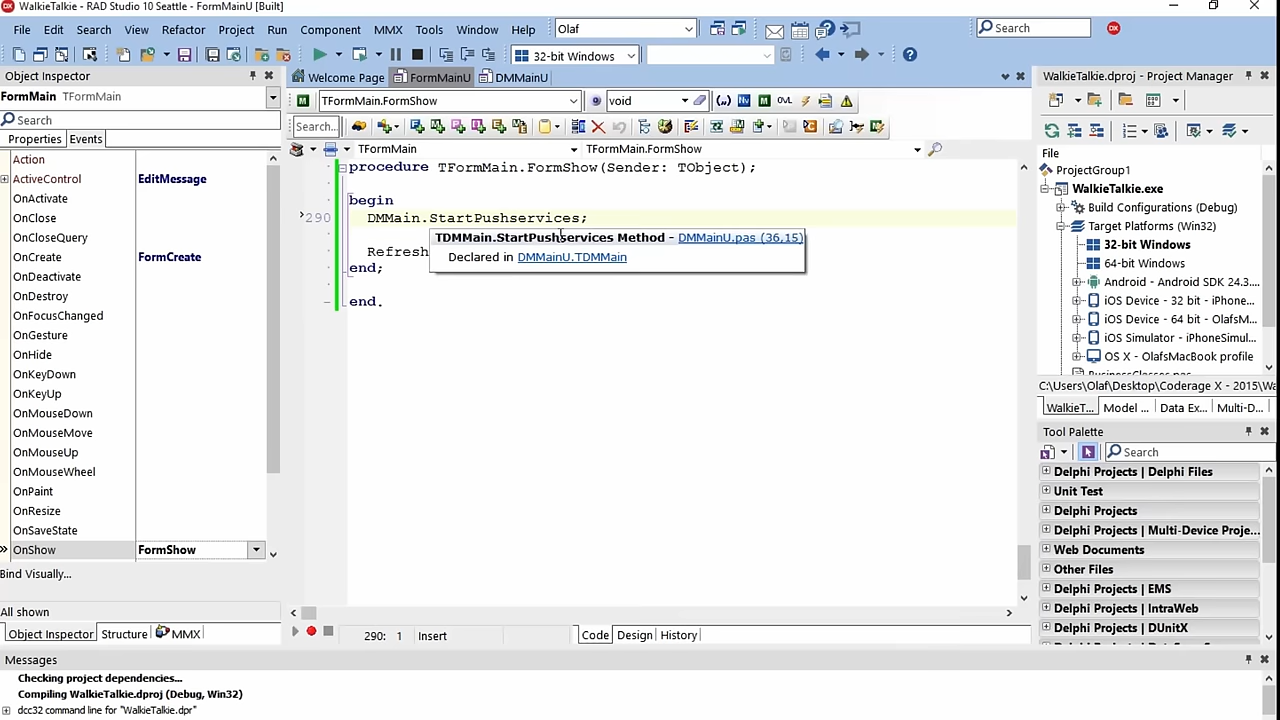 WalkieTalkie - RAD Studio 10 Seattle - FormMainU [Built]
File Edit Search View Refactor Project Run Component MMX Tools Window Help
Olaf
Search
32-bit Windows
Object Inspector
FormMain TFormMain
Search
Properties Events
Action
ActiveControl EditMessage
OnActivate
OnClose
OnCloseQuery
OnCreate FormCreate
OnDeactivate
OnDestroy
OnFocusChanged
OnGesture
OnHide
OnKeyDown
OnKeyUp
OnMouseDown
OnMouseMove
OnMouseUp
OnMouseWheel
OnPaint
OnResize
OnSaveState
OnShow FormShow
Bind Visually...
All shown
Object Inspector Structure MMX
Welcome Page FormMainU DMMainU
TFormMain.FormShow void
Search...
TFormMain TFormMain.FormShow
procedure TFormMain.FormShow(Sender: TObject);
begin
290 DMMain.StartPushservices;
TDMMain.StartPushservices Method - DMMainU.pas (36,15)
Declared in DMMainU.TDMMain
Refresh
end;
end.
290: 1 Insert Code Design History
WalkieTalkie.dproj - Project Manager
File
ProjectGroup1
WalkieTalkie.exe
Build Configurations (Debug)
Target Platforms (Win32)
32-bit Windows
64-bit Windows
Android - Android SDK 24.3...
iOS Device - 32 bit - iPhone...
iOS Device - 64 bit - OlafsM...
iOS Simulator - iPhoneSimul...
OS X - OlafsMacBook profile
BusinessClasses.pas
C:\Users\Olaf\Desktop\Coderage X - 2015\Wa
WalkieT... Model ... Data Ex... Multi-D...
Tool Palette
Search
Delphi Projects | Delphi Files
Unit Test
Delphi Projects
Delphi Projects | Multi-Device Proje...
Web Documents
Other Files
Delphi Projects | EMS
Delphi Projects | IntraWeb
Delphi Projects | DUnitX
Messages
Checking project dependencies...
Compiling WalkieTalkie.dproj (Debug, Win32)
dcc32 command line for "WalkieTalkie.dpr"